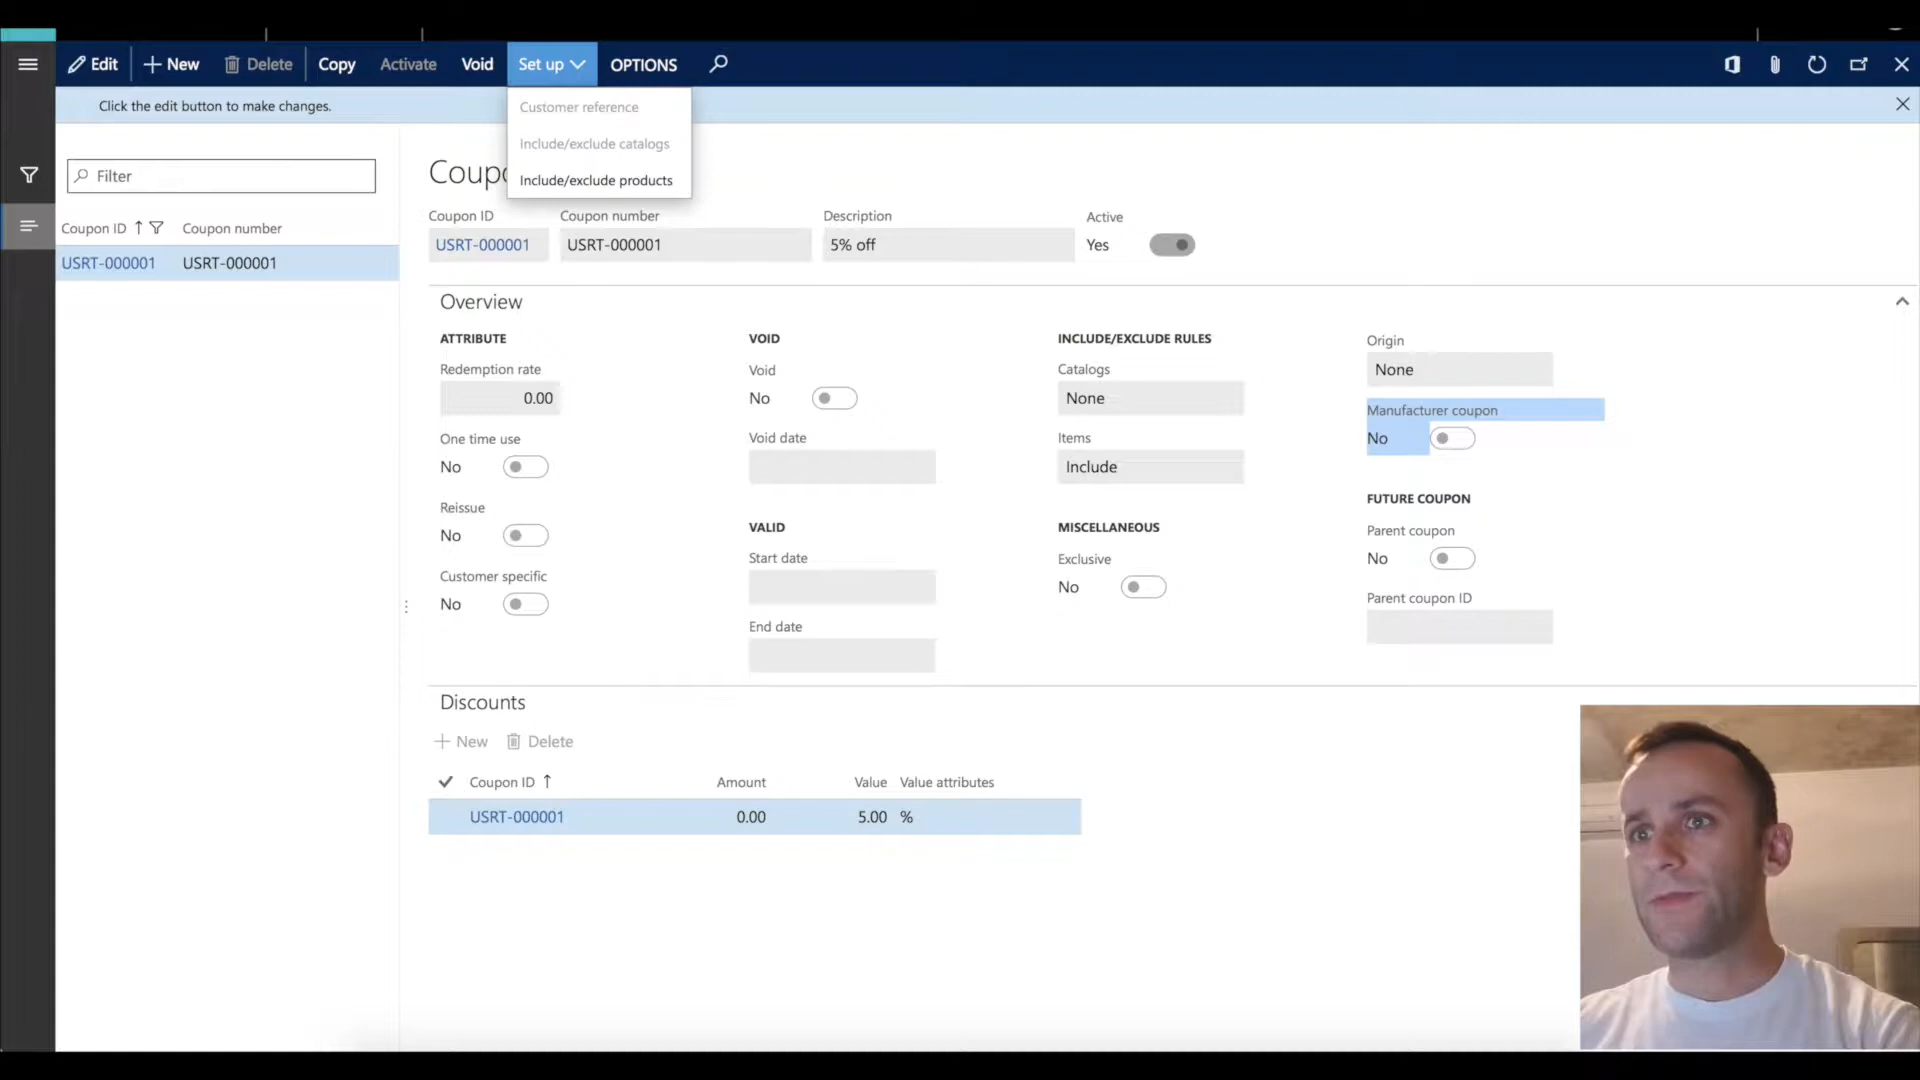 Edit
New
Delete
Copy
Activate
Void
Set up
OPTIONS
Click the edit button to make changes.
Customer reference
Include/exclude catalogs
Include/exclude products
Filter
Coupon ID
Coupon number
USRT-000001
USRT-000001
Coupon ID
Coupon number
Description
Active
USRT-000001
USRT-000001
5% off
Yes
Overview
ATTRIBUTE
Redemption rate
0.00
One time use
No
Reissue
No
Customer specific
No
VOID
Void
No
Void date
VALID
Start date
End date
INCLUDE/EXCLUDE RULES
Catalogs
None
Items
Include
MISCELLANEOUS
Exclusive
No
Origin
None
Manufacturer coupon
No
FUTURE COUPON
Parent coupon
No
Parent coupon ID
Discounts
New
Delete
Coupon ID
Amount
Value
Value attributes
USRT-000001
0.00
5.00
%